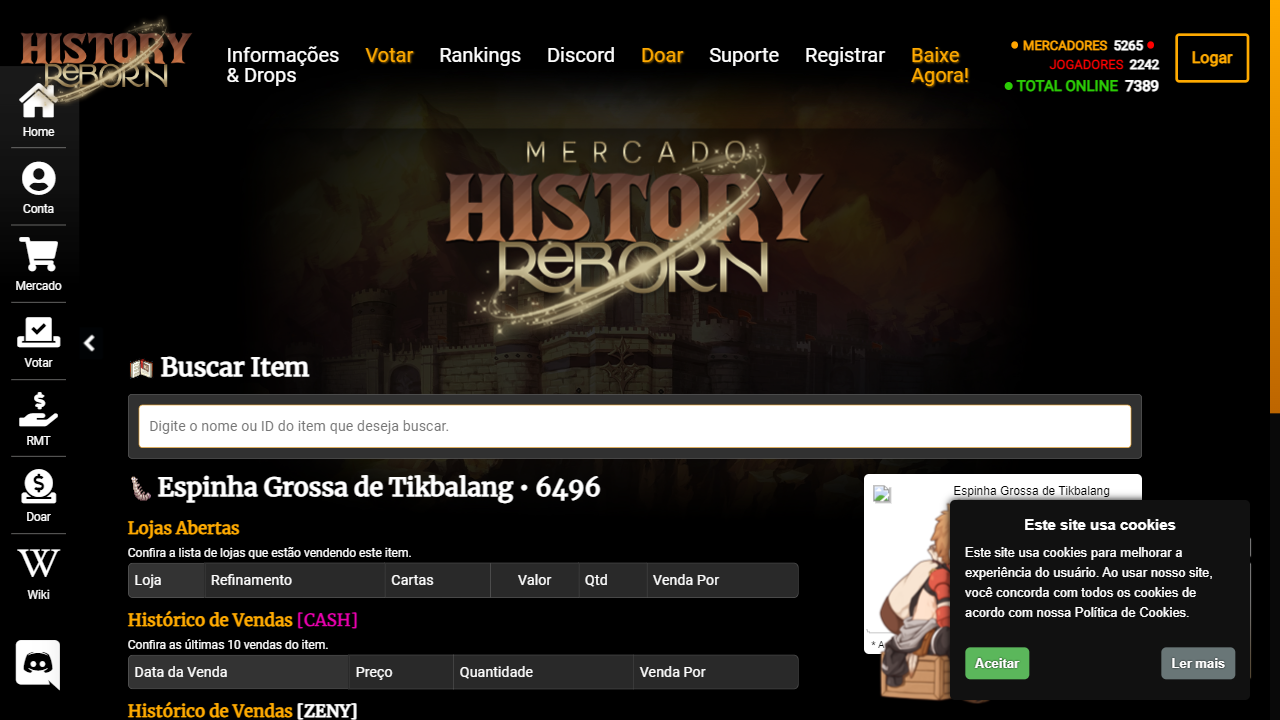 HISTORY
REBORN
Informações
& Drops
Votar
Rankings
Discord
Doar
Suporte
Registrar
Baixe
Agora!
MERCADORES 5265
JOGADORES 2242
TOTAL ONLINE 7389
Logar
Home
Conta
Mercado
Votar
RMT
Doar
Wiki
MERCADO
HISTORY
REBORN
Buscar Item
Digite o nome ou ID do item que deseja buscar.
Espinha Grossa de Tikbalang • 6496
Lojas Abertas
Confira a lista de lojas que estão vendendo este item.
Loja Refinamento Cartas Valor Qtd Venda Por
Histórico de Vendas [CASH]
Confira as últimas 10 vendas do item.
Data da Venda Preço Quantidade Venda Por
Histórico de Vendas [ZENY]
Espinha Grossa de Tikbalang
Este site usa cookies
Este site usa cookies para melhorar a
experiência do usuário. Ao usar nosso site,
você concorda com todos os cookies de
acordo com nossa Política de Cookies.
Aceitar
Ler mais